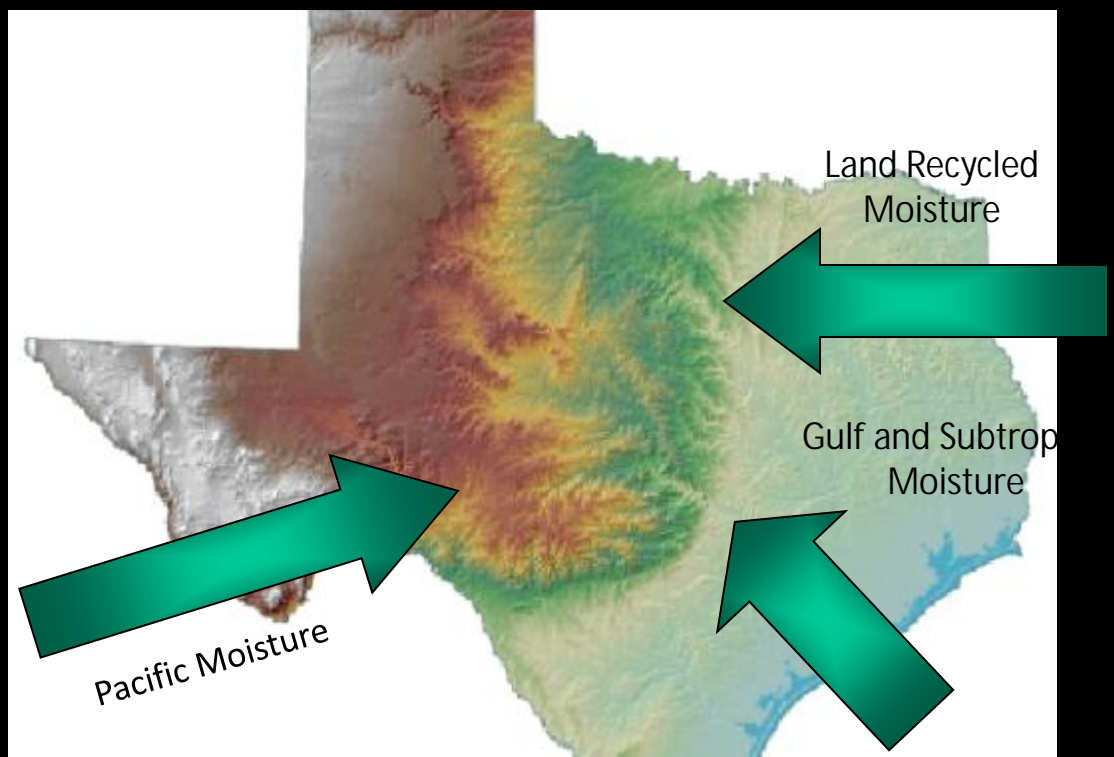 Land Recycled
Moisture
Gulf and Subtrop
Moisture
Pacific Moisture